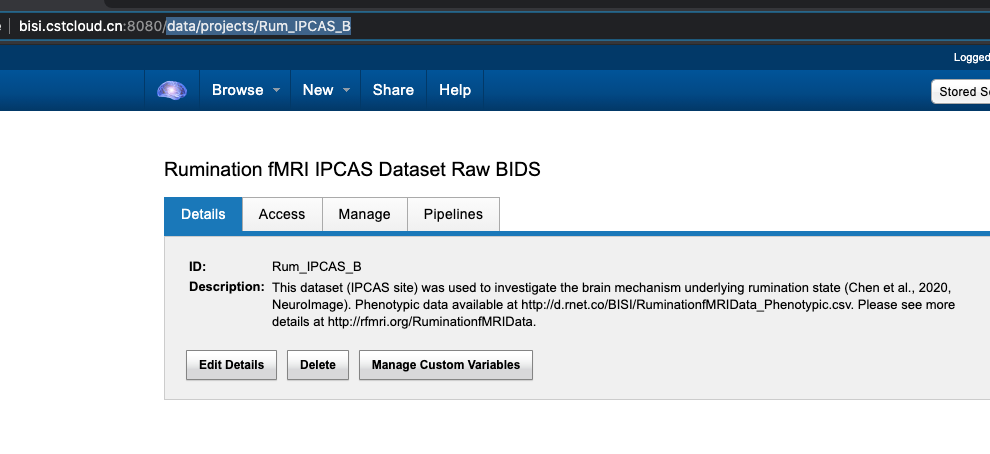 bisi.cstcloud.cn:8080/data/projects/Rum_IPCAS_B
Logged
Browse New Share Help
Stored S
Rumination fMRI IPCAS Dataset Raw BIDS
Details Access Manage Pipelines
ID: Rum_IPCAS_B
Description: This dataset (IPCAS site) was used to investigate the brain mechanism underlying rumination state (Chen et al., 2020,
NeuroImage). Phenotypic data available at http://d.rnet.co/BISI/RuminationfMRIData_Phenotypic.csv. Please see more
details at http://rfmri.org/RuminationfMRIData.
Edit Details Delete Manage Custom Variables